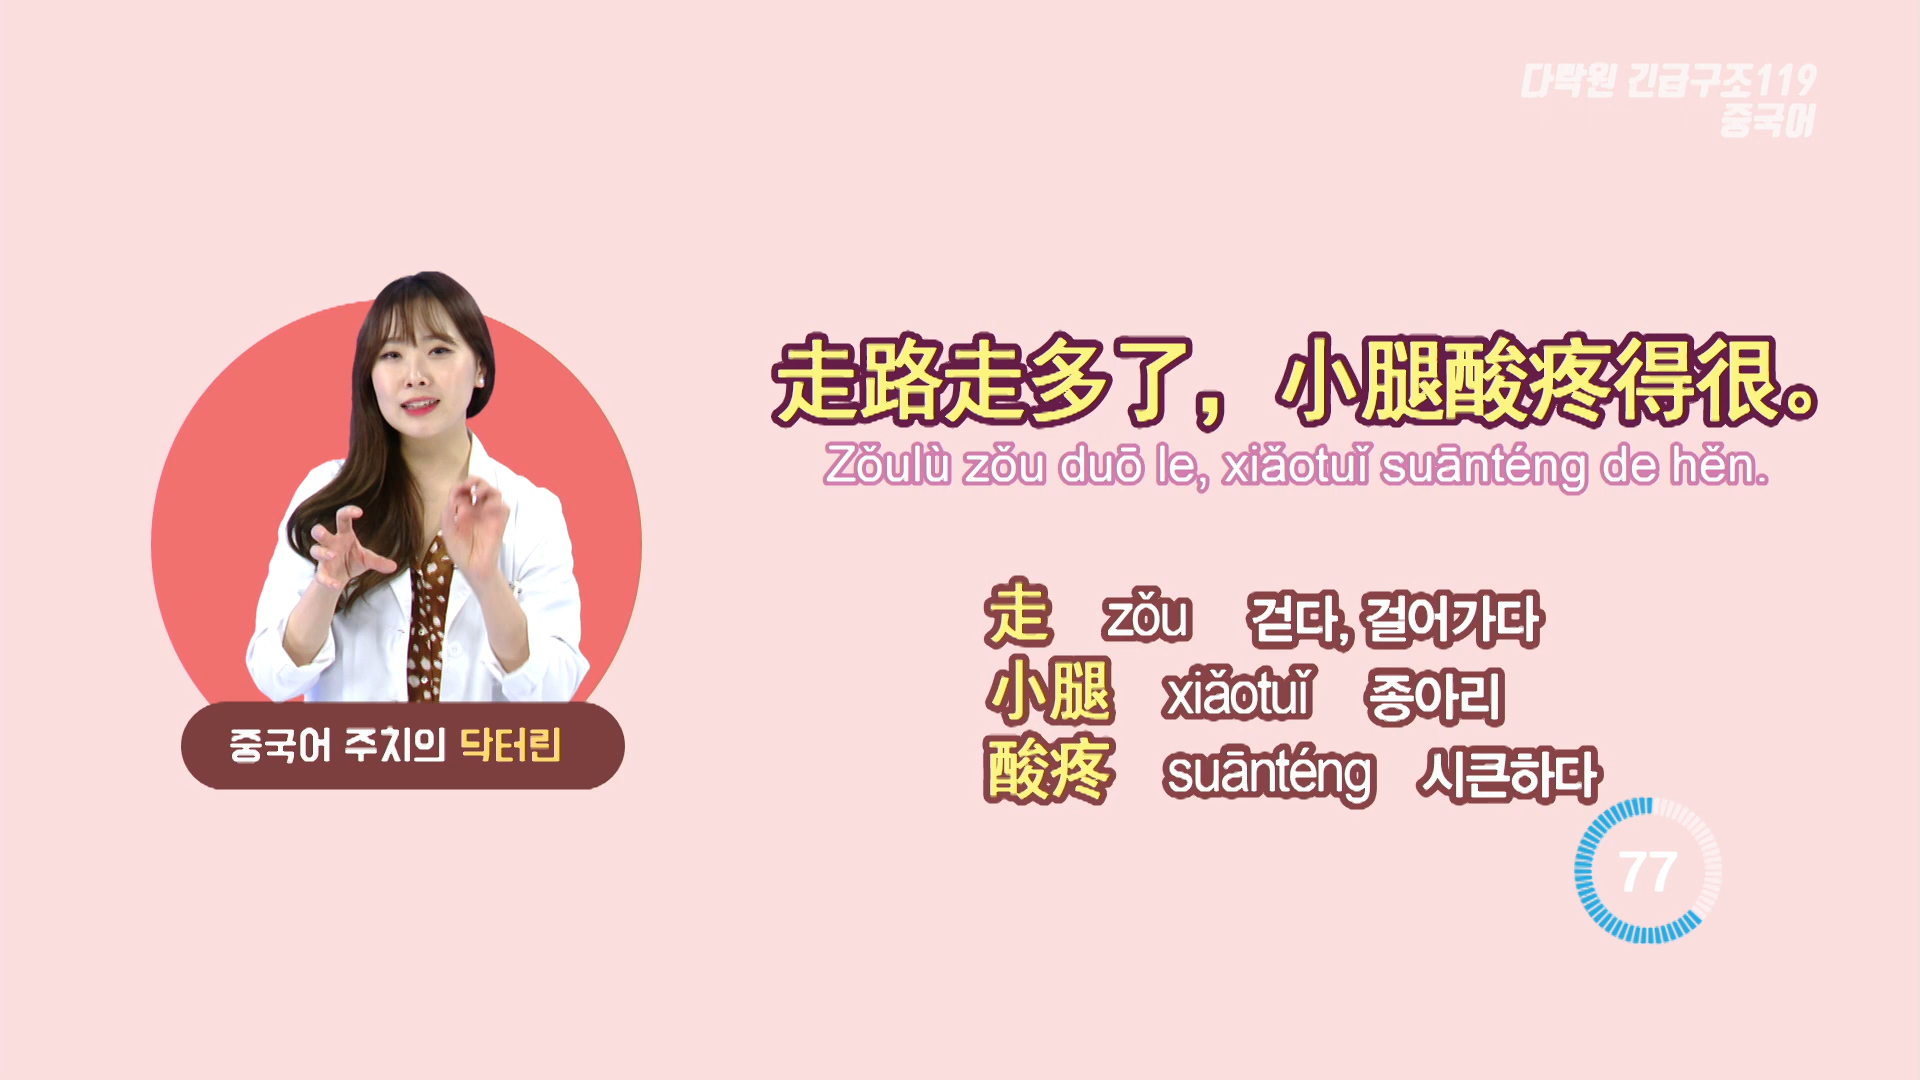 다락원 긴급구조119
중국어
走路走多了，小腿酸疼得很。
Zǒulù zǒu duō le, xiǎotuǐ suānténg de hěn.
走 zǒu 걷다, 걸어가다
小腿 xiǎotuǐ 종아리
酸疼 suānténg 시큰하다
중국어 주치의 닥터린
77